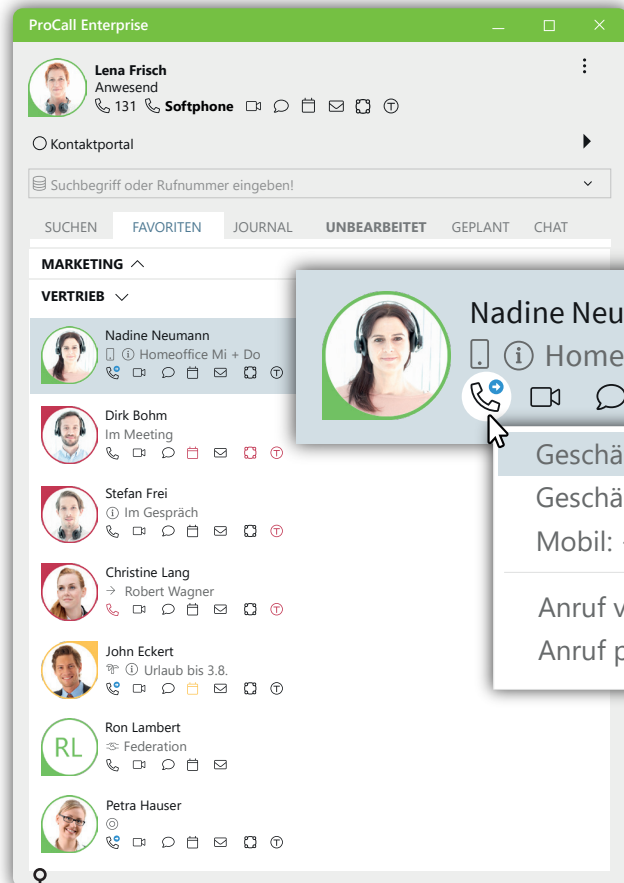 ProCall Enterprise
Lena Frisch
Anwesend
131 Softphone
Kontaktportal
Suchbegriff oder Rufnummer eingeben!
SUCHEN FAVORITEN JOURNAL UNBEARBEITET GEPLANT CHAT
MARKETING
VERTRIEB
Nadine Neumann
Homeoffice Mi + Do
Dirk Bohm
Im Meeting
Stefan Frei
Im Gespräch
Christine Lang
→ Robert Wagner
John Eckert
Urlaub bis 3.8.
RL
Ron Lambert
Federation
Petra Hauser
Nadine Neu
Home
Geschä
Geschä
Mobil:
Anruf v
Anruf p